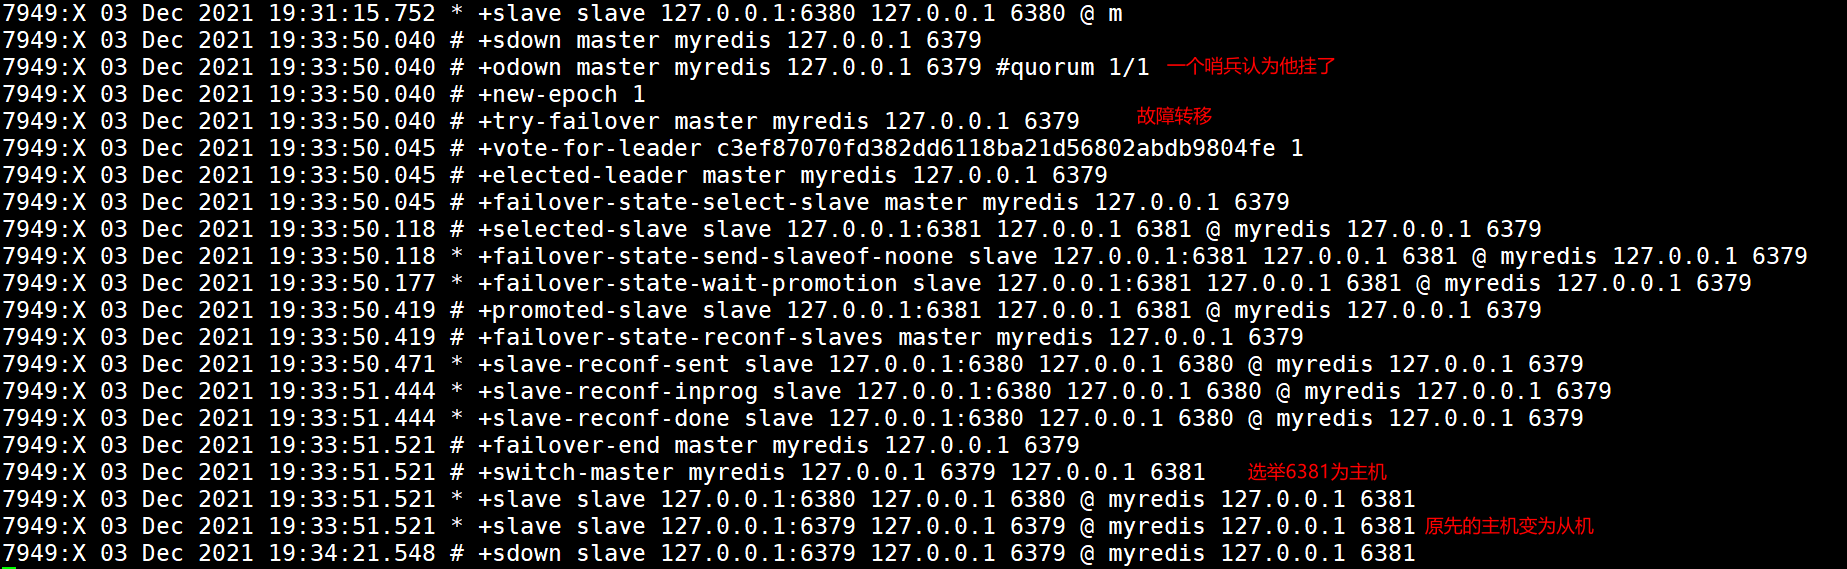 7949:X 03 Dec 2021 19:31:15.752 * +slave slave 127.0.0.1:6380 127.0.0.1 6380 @ m
7949:X 03 Dec 2021 19:33:50.040 # +sdown master myredis 127.0.0.1 6379
7949:X 03 Dec 2021 19:33:50.040 # +odown master myredis 127.0.0.1 6379 #quorum 1/1 一个哨兵认为他挂了
7949:X 03 Dec 2021 19:33:50.040 # +new-epoch 1
7949:X 03 Dec 2021 19:33:50.040 # +try-failover master myredis 127.0.0.1 6379 故障转移
7949:X 03 Dec 2021 19:33:50.045 # +vote-for-leader c3ef87070fd382dd6118ba21d56802abdb9804fe 1
7949:X 03 Dec 2021 19:33:50.045 # +elected-leader master myredis 127.0.0.1 6379
7949:X 03 Dec 2021 19:33:50.045 # +failover-state-select-slave master myredis 127.0.0.1 6379
7949:X 03 Dec 2021 19:33:50.118 # +selected-slave slave 127.0.0.1:6381 127.0.0.1 6381 @ myredis 127.0.0.1 6379
7949:X 03 Dec 2021 19:33:50.118 * +failover-state-send-slaveof-noone slave 127.0.0.1:6381 127.0.0.1 6381 @ myredis 127.0.0.1 6379
7949:X 03 Dec 2021 19:33:50.177 * +failover-state-wait-promotion slave 127.0.0.1:6381 127.0.0.1 6381 @ myredis 127.0.0.1 6379
7949:X 03 Dec 2021 19:33:50.419 # +promoted-slave slave 127.0.0.1:6381 127.0.0.1 6381 @ myredis 127.0.0.1 6379
7949:X 03 Dec 2021 19:33:50.419 # +failover-state-reconf-slaves master myredis 127.0.0.1 6379
7949:X 03 Dec 2021 19:33:50.471 * +slave-reconf-sent slave 127.0.0.1:6380 127.0.0.1 6380 @ myredis 127.0.0.1 6379
7949:X 03 Dec 2021 19:33:51.444 * +slave-reconf-inprog slave 127.0.0.1:6380 127.0.0.1 6380 @ myredis 127.0.0.1 6379
7949:X 03 Dec 2021 19:33:51.444 * +slave-reconf-done slave 127.0.0.1:6380 127.0.0.1 6380 @ myredis 127.0.0.1 6379
7949:X 03 Dec 2021 19:33:51.521 # +failover-end master myredis 127.0.0.1 6379
7949:X 03 Dec 2021 19:33:51.521 # +switch-master myredis 127.0.0.1 6379 127.0.0.1 6381 选举6381为主机
7949:X 03 Dec 2021 19:33:51.521 * +slave slave 127.0.0.1:6380 127.0.0.1 6380 @ myredis 127.0.0.1 6381
7949:X 03 Dec 2021 19:33:51.521 * +slave slave 127.0.0.1:6379 127.0.0.1 6379 @ myredis 127.0.0.1 6381 原先的主机变为从机
7949:X 03 Dec 2021 19:34:21.548 # +sdown slave 127.0.0.1:6379 127.0.0.1 6379 @ myredis 127.0.0.1 6381